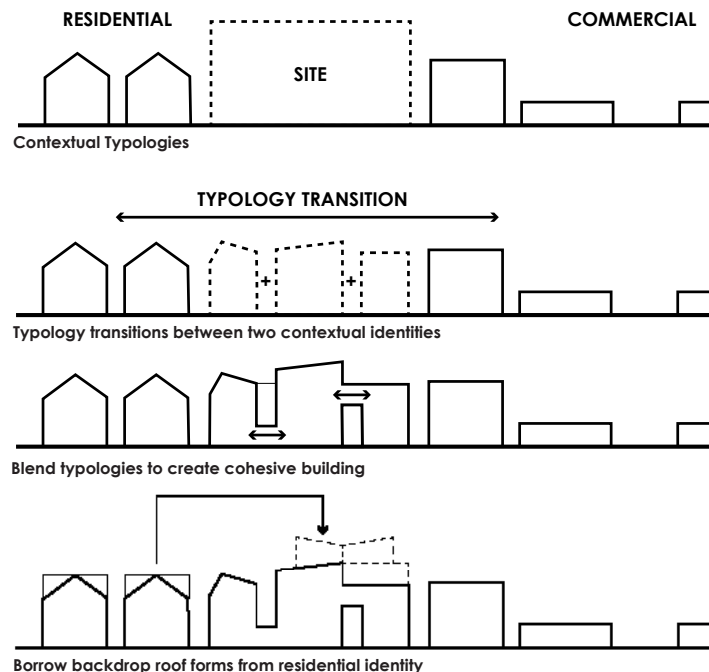 RESIDENTIAL
COMMERCIAL
SITE
Contextual Typologies
TYPOLOGY TRANSITION
+ +
Typology transitions between two contextual identities
Blend typologies to create cohesive building
Borrow backdrop roof forms from residential identity